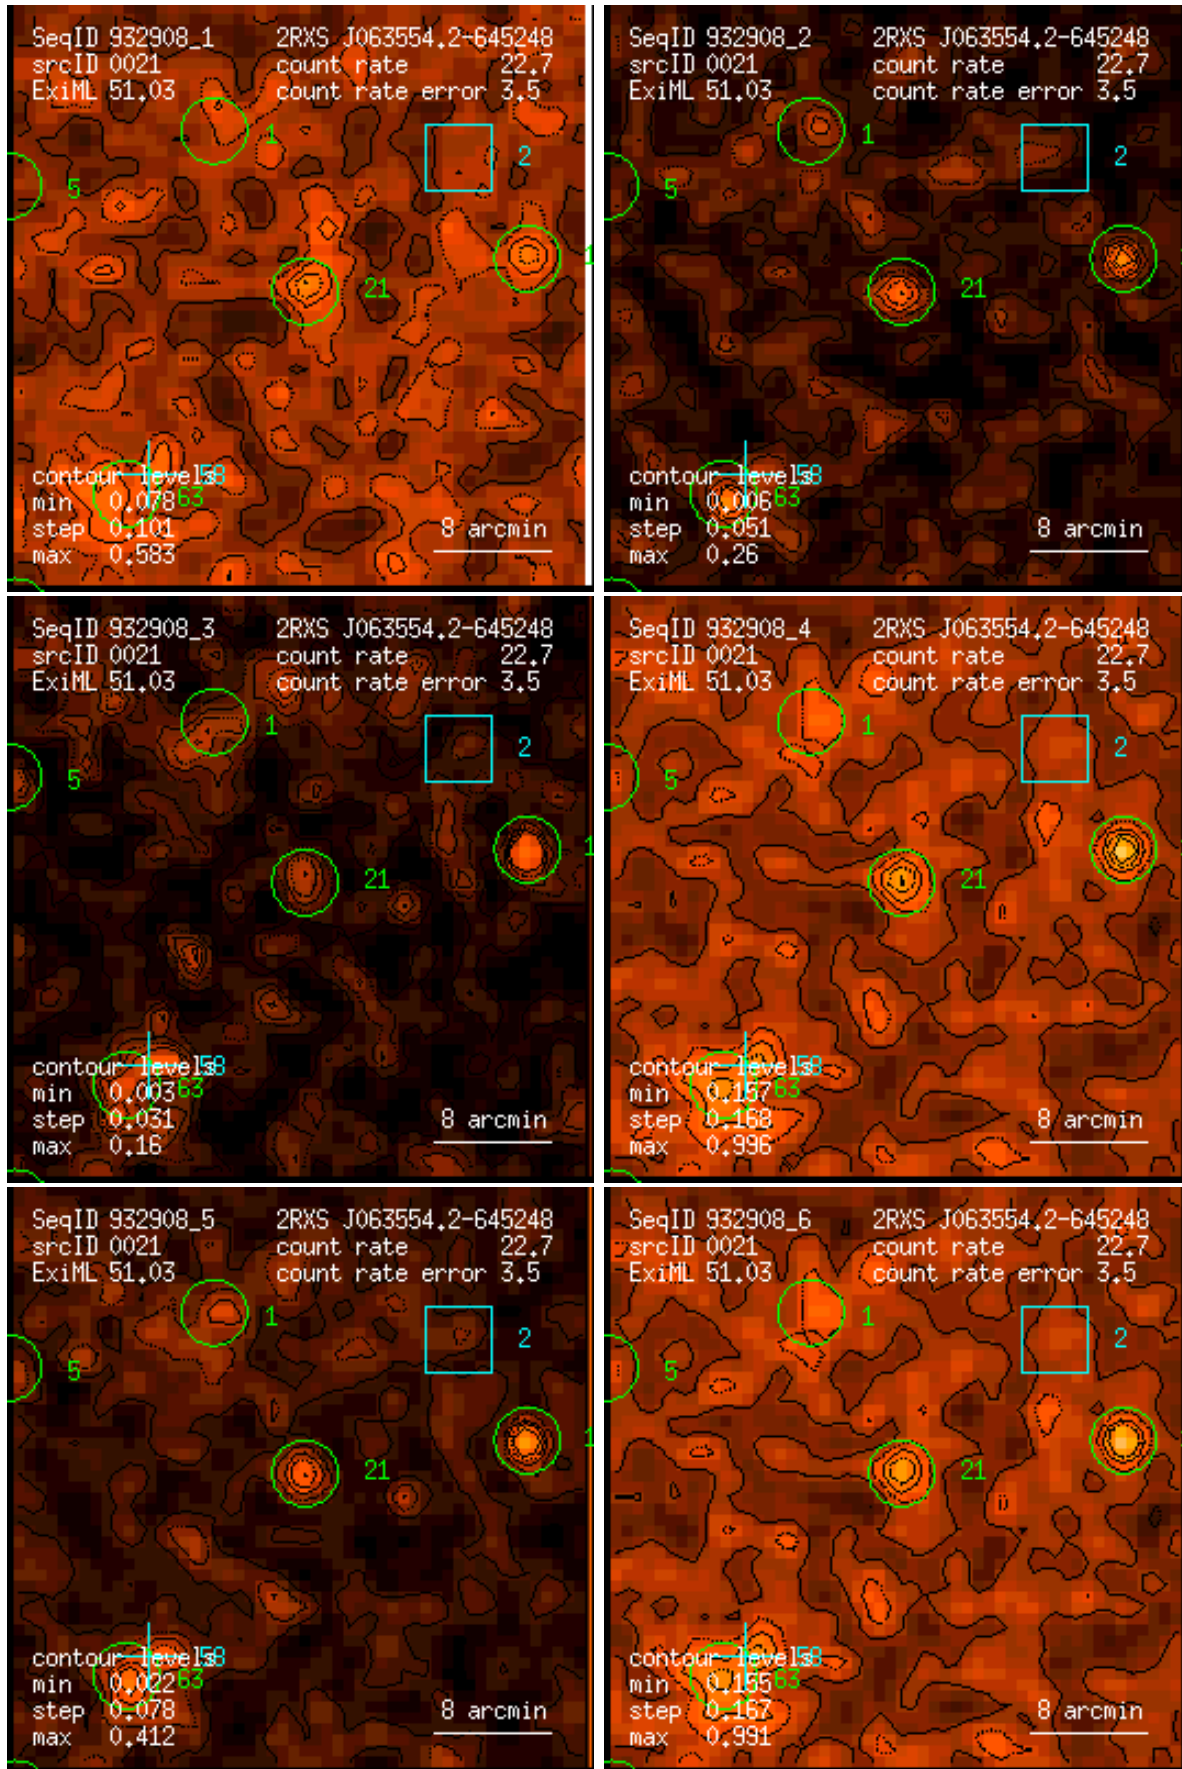 SeqID 932908_1 2RXS J063554.2-645248
srcID 0021 count rate 22.7
ExiML 51.03 count rate error 3.5
1
2
5
1
21
contour levels 58
min 0.078 63
step 0.101 8 arcmin
max 0.583
SeqID 932908_2 2RXS J063554.2-645248
srcID 0021 count rate 22.7
ExiML 51.03 count rate error 3.5
1
2
5
21
contour levels 58
min 0.006 63
step 0.051 8 arcmin
max 0.26
SeqID 932908_3 2RXS J063554.2-645248
srcID 0021 count rate 22.7
ExiML 51.03 count rate error 3.5
1
2
5
1
21
contour levels 58
min 0.003 63
step 0.031 8 arcmin
max 0.16
SeqID 932908_4 2RXS J063554.2-645248
srcID 0021 count rate 22.7
ExiML 51.03 count rate error 3.5
1
2
5
21
contour levels 58
min 0.157 63
step 0.168 8 arcmin
max 0.996
SeqID 932908_5 2RXS J063554.2-645248
srcID 0021 count rate 22.7
ExiML 51.03 count rate error 3.5
1
2
5
1
21
contour levels 58
min 0.022 63
step 0.078 8 arcmin
max 0.412
SeqID 932908_6 2RXS J063554.2-645248
srcID 0021 count rate 22.7
ExiML 51.03 count rate error 3.5
1
2
5
21
contour levels 58
min 0.155 63
step 0.167 8 arcmin
max 0.991